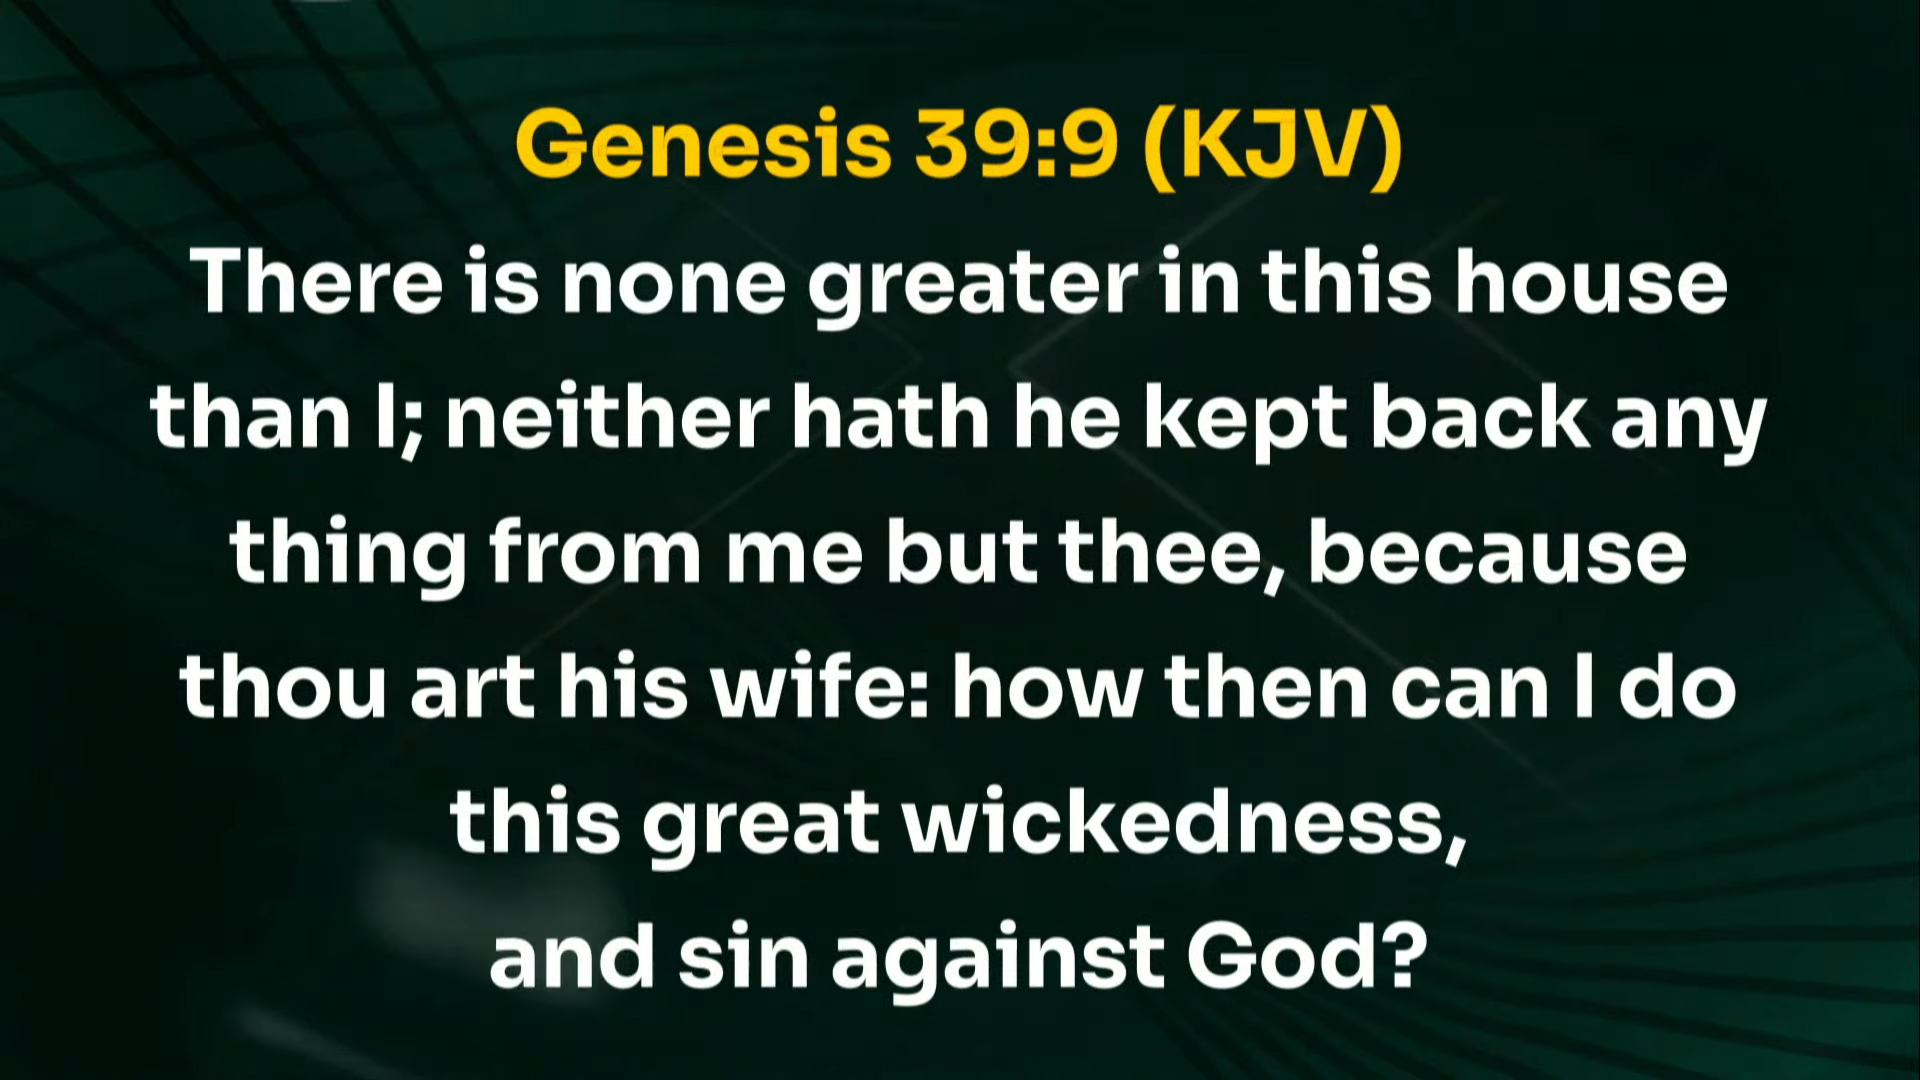 Genesis 39:9 (KJV)
There is none greater in this house
than I; neither hath he kept back any
thing from me but thee, because
thou art his wife: how then can I do
this great wickedness,
and sin against God?